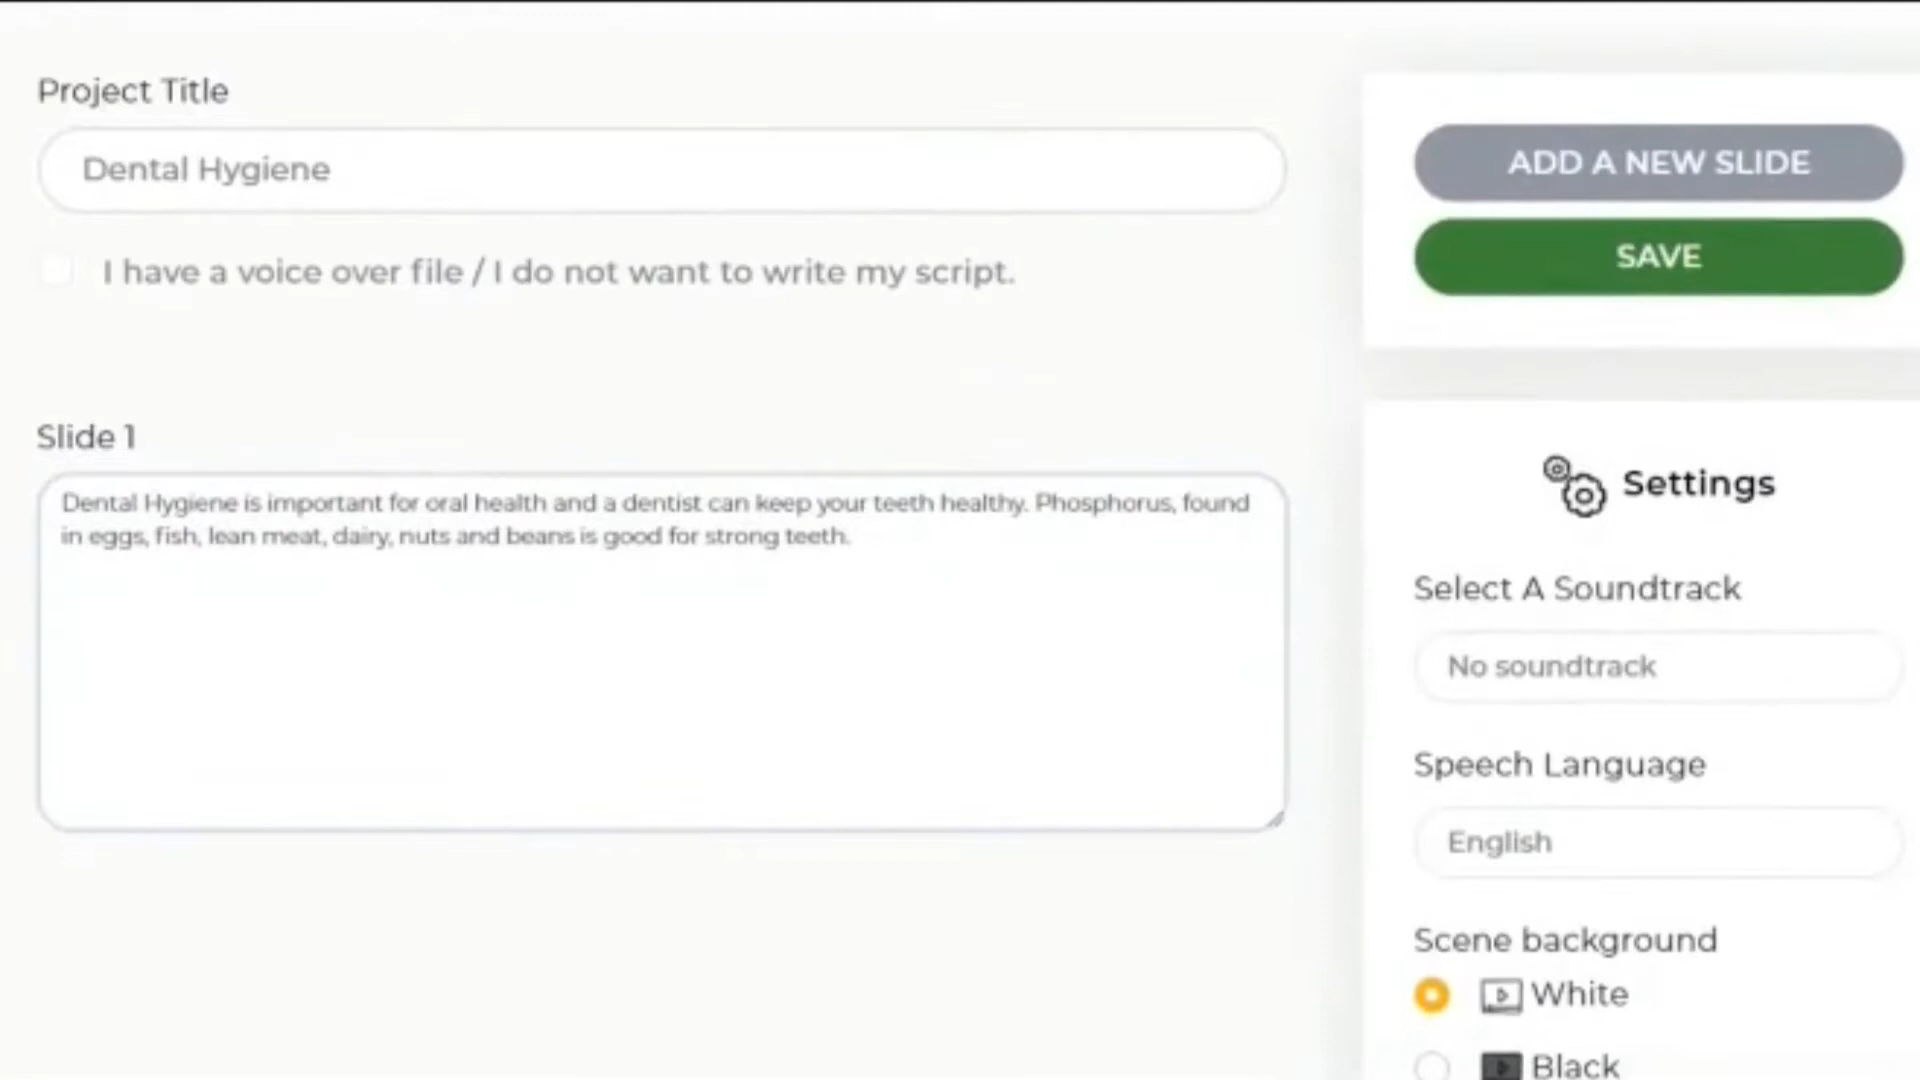 Project Title
Dental Hygiene
I have a voice over file / I do not want to write my script.
Slide 1
Dental Hygiene is important for oral health and a dentist can keep your teeth healthy. Phosphorus, found
in eggs, fish, lean meat, dairy, nuts and beans is good for strong teeth.
ADD A NEW SLIDE
SAVE
Settings
Select A Soundtrack
No soundtrack
Speech Language
English
Scene background
White
Black